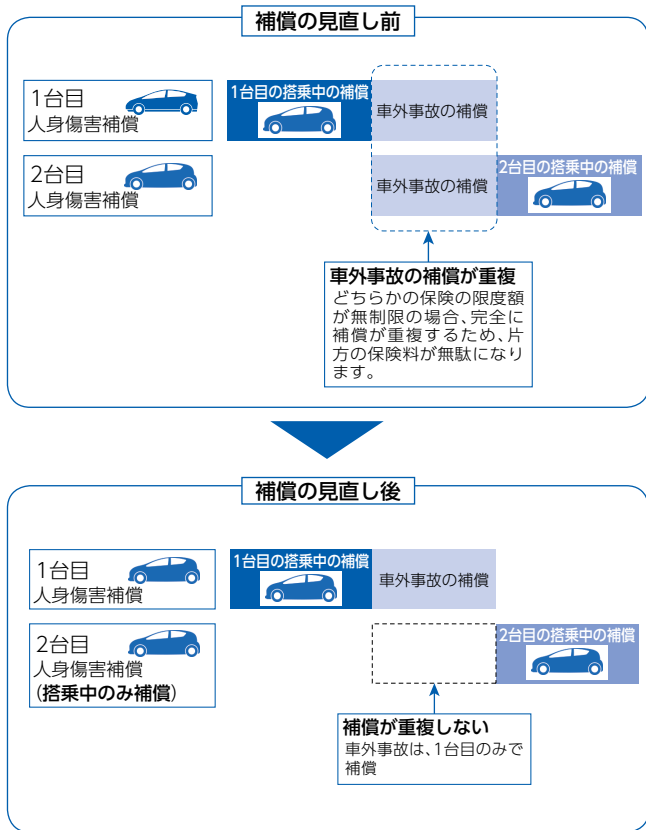 補償の見直し前
1台目
人身傷害補償
1台目の搭乗中の補償
車外事故の補償
2台目
人身傷害補償
車外事故の補償
2台目の搭乗中の補償
車外事故の補償が重複
どちらかの保険の限度額
が無制限の場合、完全に
補償が重複するため、片
方の保険料が無駄になり
ます。
補償の見直し後
1台目
人身傷害補償
1台目の搭乗中の補償
車外事故の補償
2台目
人身傷害補償
(搭乗中のみ補償)
2台目の搭乗中の補償
補償が重複しない
車外事故は、1台目のみで
補償